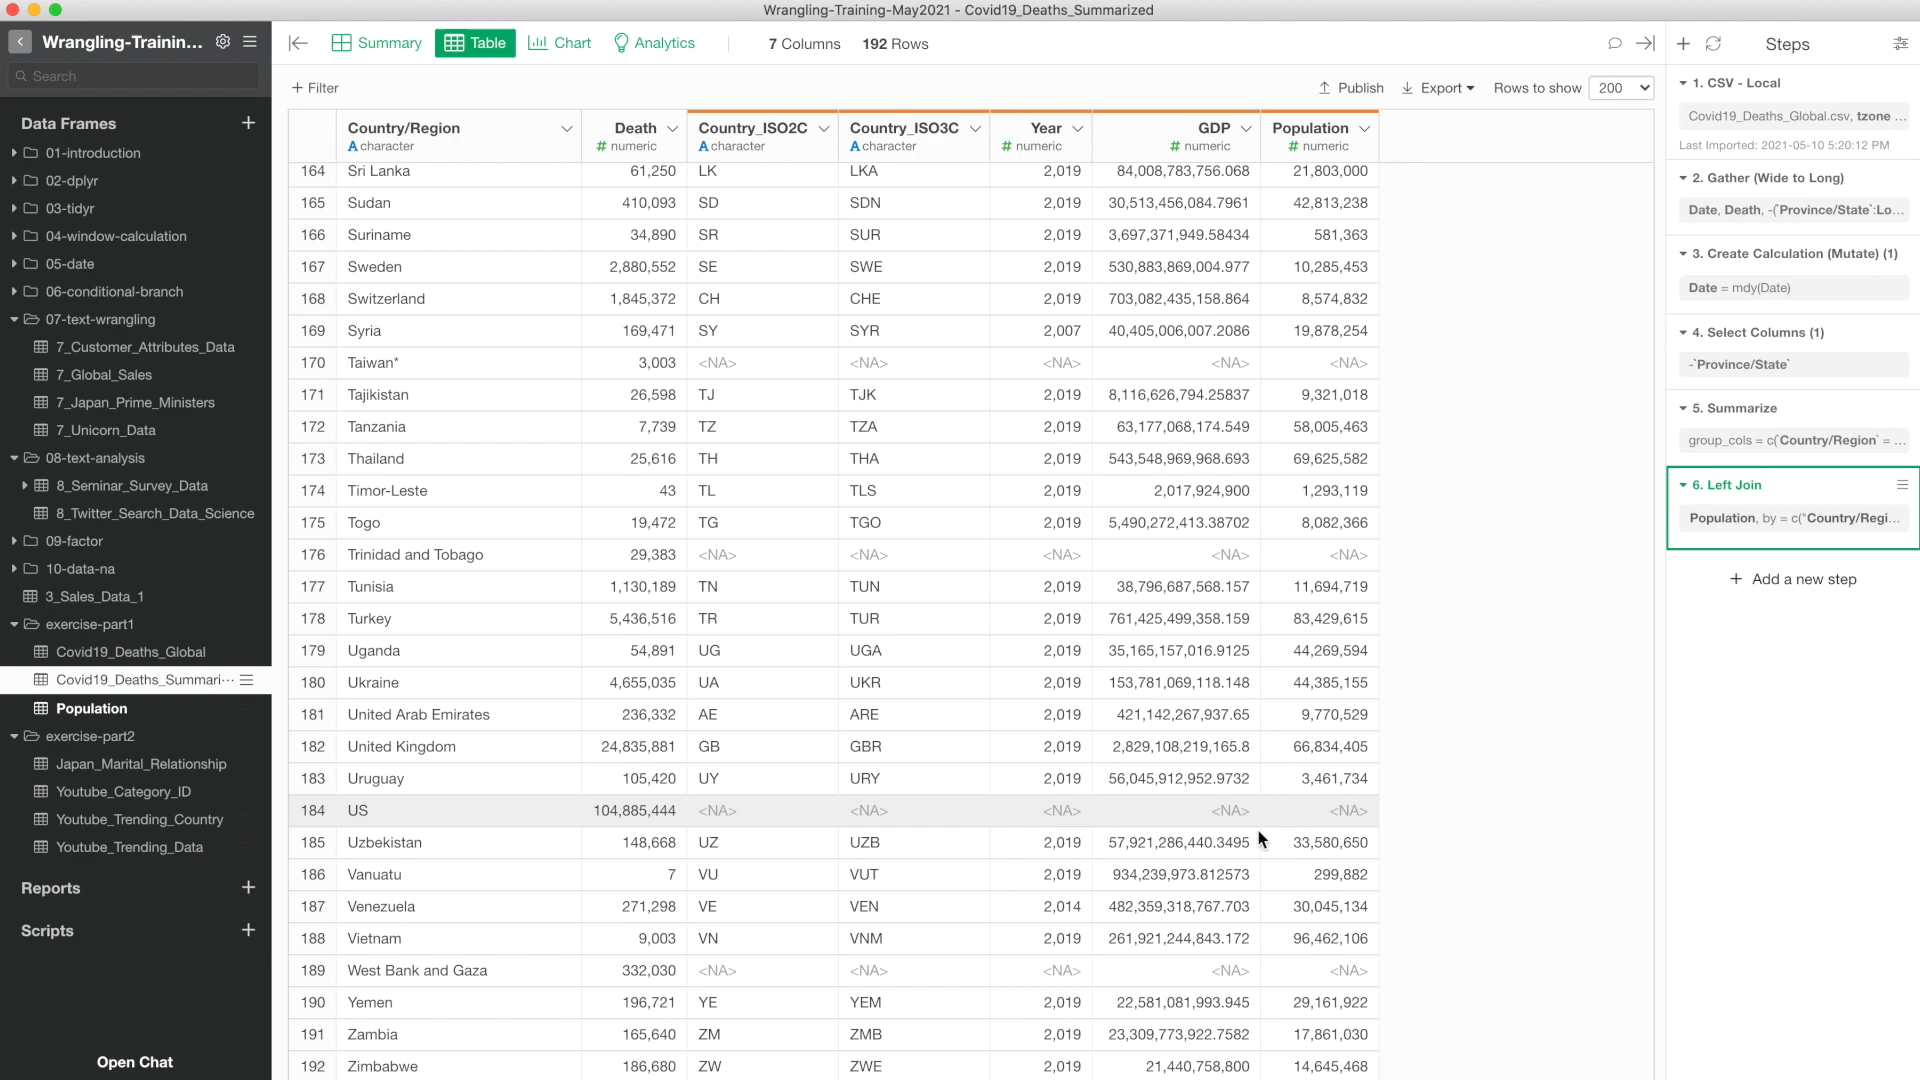 Wrangling-Training-May2021 - Covid19_Deaths_Summarized
Wrangling-Trainin...
Search
Data Frames
01-introduction
02-dplyr
03-tidyr
04-window-calculation
05-date
06-conditional-branch
07-text-wrangling
7_Customer_Attributes_Data
7_Global_Sales
7_Japan_Prime_Ministers
7_Unicorn_Data
08-text-analysis
8_Seminar_Survey_Data
8_Twitter_Search_Data_Science
09-factor
10-data-na
3_Sales_Data_1
exercise-part1
Covid19_Deaths_Global
Covid19_Deaths_Summari···
Population
exercise-part2
Japan_Marital_Relationship
Youtube_Category_ID
Youtube_Trending_Country
Youtube_Trending_Data
Reports
Scripts
Open Chat
Summary Table Chart Analytics 7 Columns 192 Rows
+ Filter Publish Export Rows to show 200
Country/Region Death Country_ISO2C Country_ISO3C Year GDP Population
A character # numeric A character A character # numeric # numeric # numeric
164 Sri Lanka 61,250 LK LKA 2,019 84,008,783,756.068 21,803,000
165 Sudan 410,093 SD SDN 2,019 30,513,456,084.7961 42,813,238
166 Suriname 34,890 SR SUR 2,019 3,697,371,949.58434 581,363
167 Sweden 2,880,552 SE SWE 2,019 530,883,869,004.977 10,285,453
168 Switzerland 1,845,372 CH CHE 2,019 703,082,435,158.864 8,574,832
169 Syria 169,471 SY SYR 2,007 40,405,006,007.2086 19,878,254
170 Taiwan* 3,003 <NA> <NA> <NA> <NA> <NA>
171 Tajikistan 26,598 TJ TJK 2,019 8,116,626,794.25837 9,321,018
172 Tanzania 7,739 TZ TZA 2,019 63,177,068,174.549 58,005,463
173 Thailand 25,616 TH THA 2,019 543,548,969,968.693 69,625,582
174 Timor-Leste 43 TL TLS 2,019 2,017,924,900 1,293,119
175 Togo 19,472 TG TGO 2,019 5,490,272,413.38702 8,082,366
176 Trinidad and Tobago 29,383 <NA> <NA> <NA> <NA> <NA>
177 Tunisia 1,130,189 TN TUN 2,019 38,796,687,568.157 11,694,719
178 Turkey 5,436,516 TR TUR 2,019 761,425,499,358.159 83,429,615
179 Uganda 54,891 UG UGA 2,019 35,165,157,016.9125 44,269,594
180 Ukraine 4,655,035 UA UKR 2,019 153,781,069,118.148 44,385,155
181 United Arab Emirates 236,332 AE ARE 2,019 421,142,267,937.65 9,770,529
182 United Kingdom 24,835,881 GB GBR 2,019 2,829,108,219,165.8 66,834,405
183 Uruguay 105,420 UY URY 2,019 56,045,912,952.9732 3,461,734
184 US 104,885,444 <NA> <NA> <NA> <NA> <NA>
185 Uzbekistan 148,668 UZ UZB 2,019 57,921,286,440.3495 33,580,650
186 Vanuatu 7 VU VUT 2,019 934,239,973.812573 299,882
187 Venezuela 271,298 VE VEN 2,014 482,359,318,767.703 30,045,134
188 Vietnam 9,003 VN VNM 2,019 261,921,244,843.172 96,462,106
189 West Bank and Gaza 332,030 <NA> <NA> <NA> <NA> <NA>
190 Yemen 196,721 YE YEM 2,019 22,581,081,993.945 29,161,922
191 Zambia 165,640 ZM ZMB 2,019 23,309,773,922.7582 17,861,030
192 Zimbabwe 186,680 ZW ZWE 2,019 21,440,758,800 14,645,468
Steps
1. CSV - Local
Covid19_Deaths_Global.csv, tzone ...
Last Imported: 2021-05-10 5:20:12 PM
2. Gather (Wide to Long)
Date, Death, -(`Province/State`:Lo...
3. Create Calculation (Mutate) (1)
Date = mdy(Date)
4. Select Columns (1)
-`Province/State`
5. Summarize
group_cols = c(`Country/Region` = ...
6. Left Join
Population, by = c("Country/Regi...
+ Add a new step